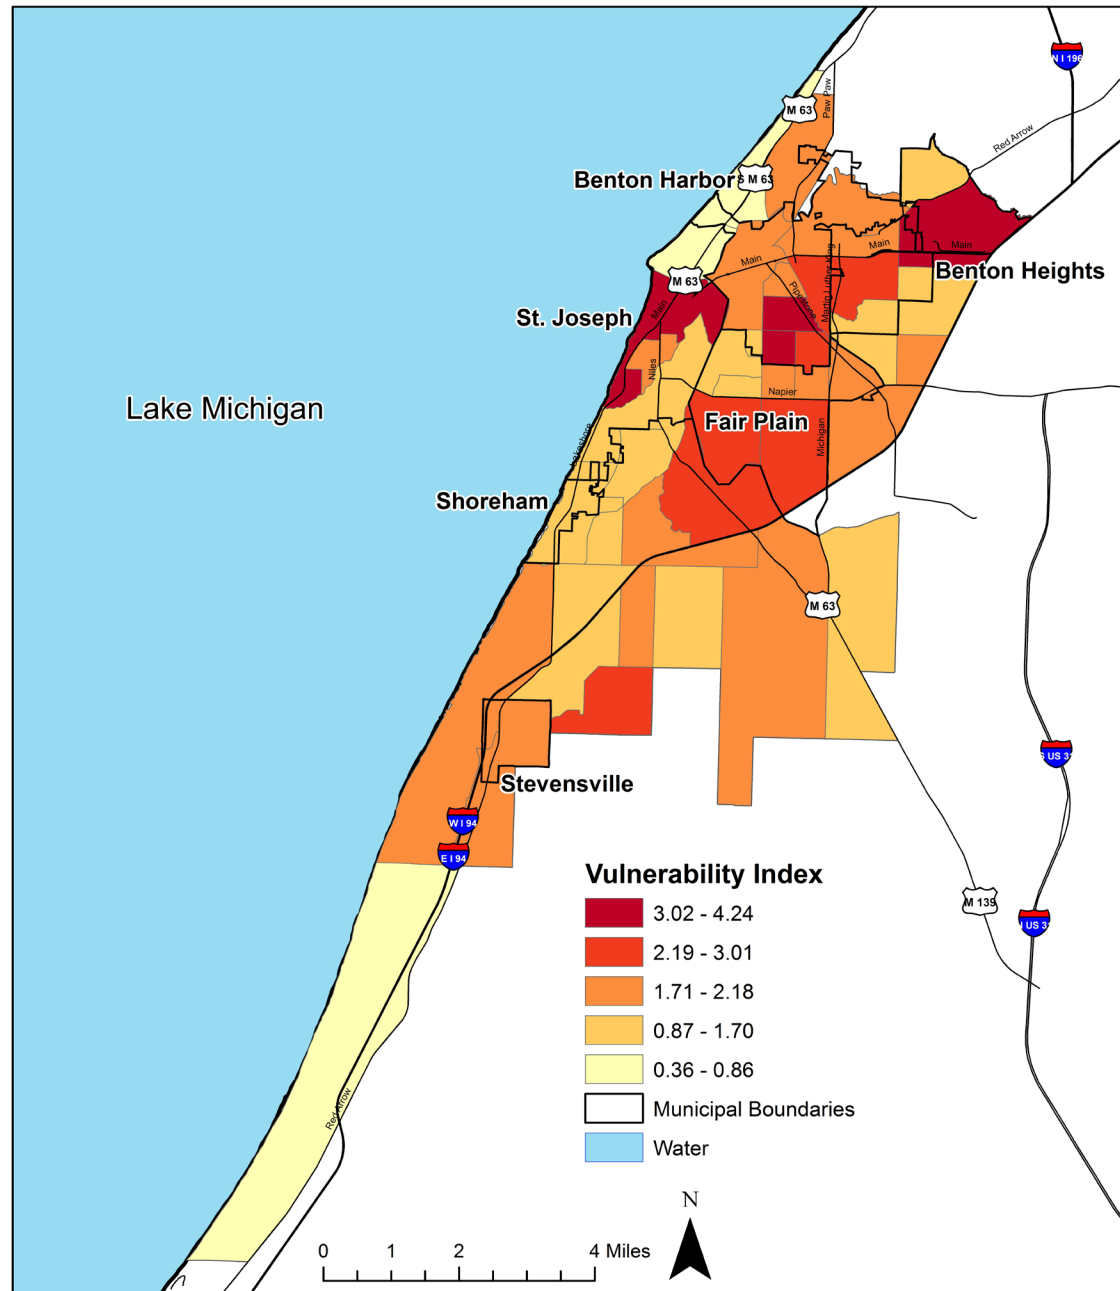 N I 196
M 63
Paw Paw
Red Arrow
Benton Harbor
S M 63
Main
Main
Main
Martin Luther King
Benton Heights
M 63
Pipestone
St. Joseph
Main
Niles
Napier
Lake Michigan
Fair Plain
Michigan
Lakeshore
Shoreham
M 63
Stevensville
W I 94
E I 94
M 139
Vulnerability Index
3.02 - 4.24
2.19 - 3.01
1.71 - 2.18
0.87 - 1.70
0.36 - 0.86
Municipal Boundaries
Water
Red Arrow
N
0 1 2 4 Miles